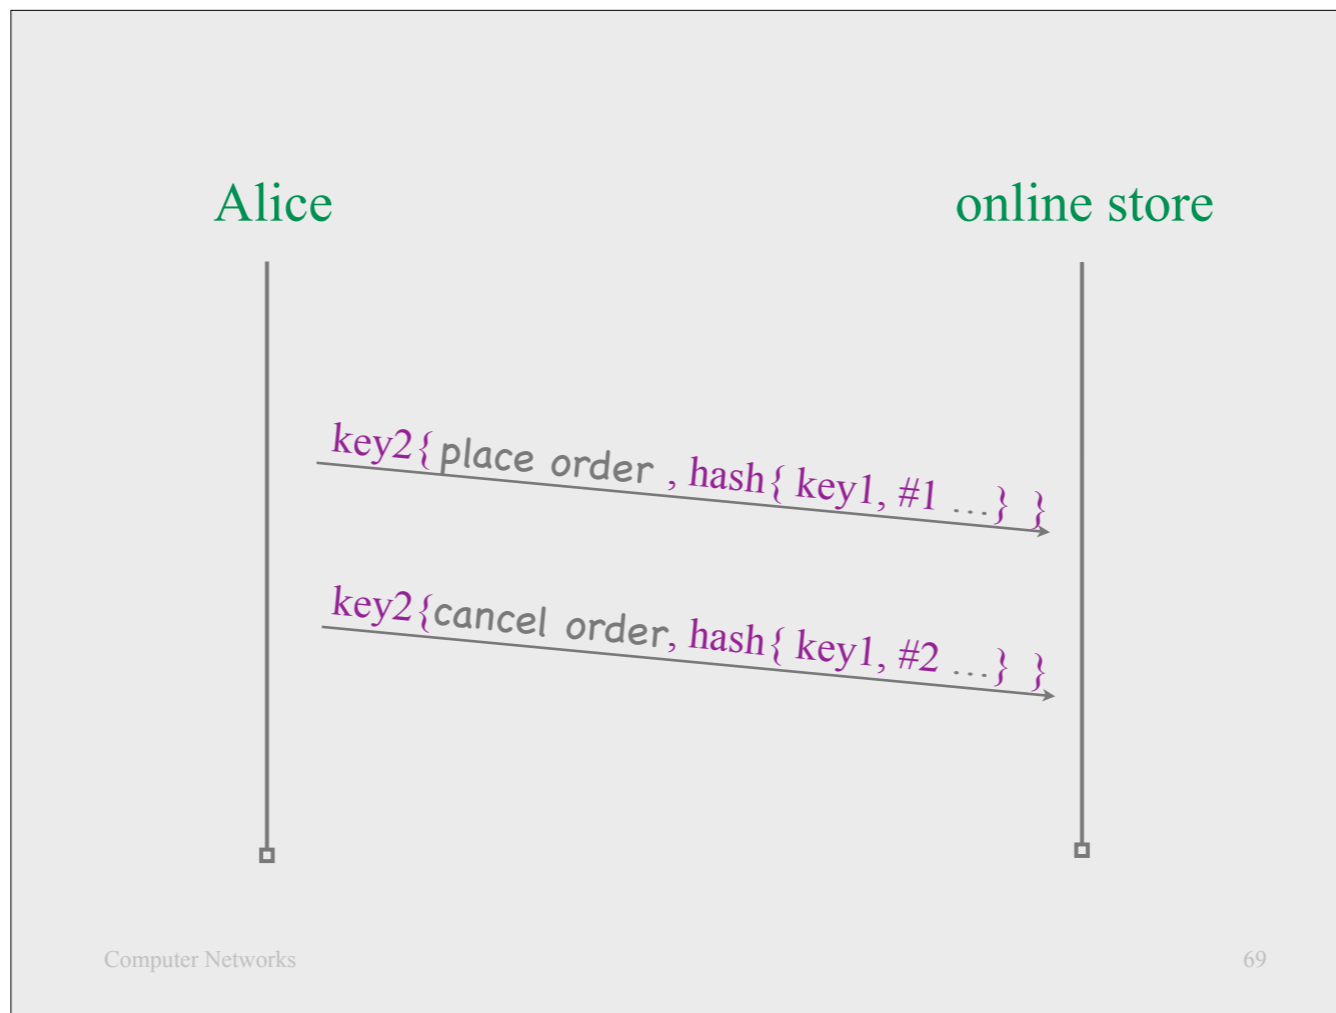 Alice
online store
key2{ place order , hash{ key1, #1 ...} }
key2{cancel order, hash{ key1, #2 ...} }
Computer Networks
69